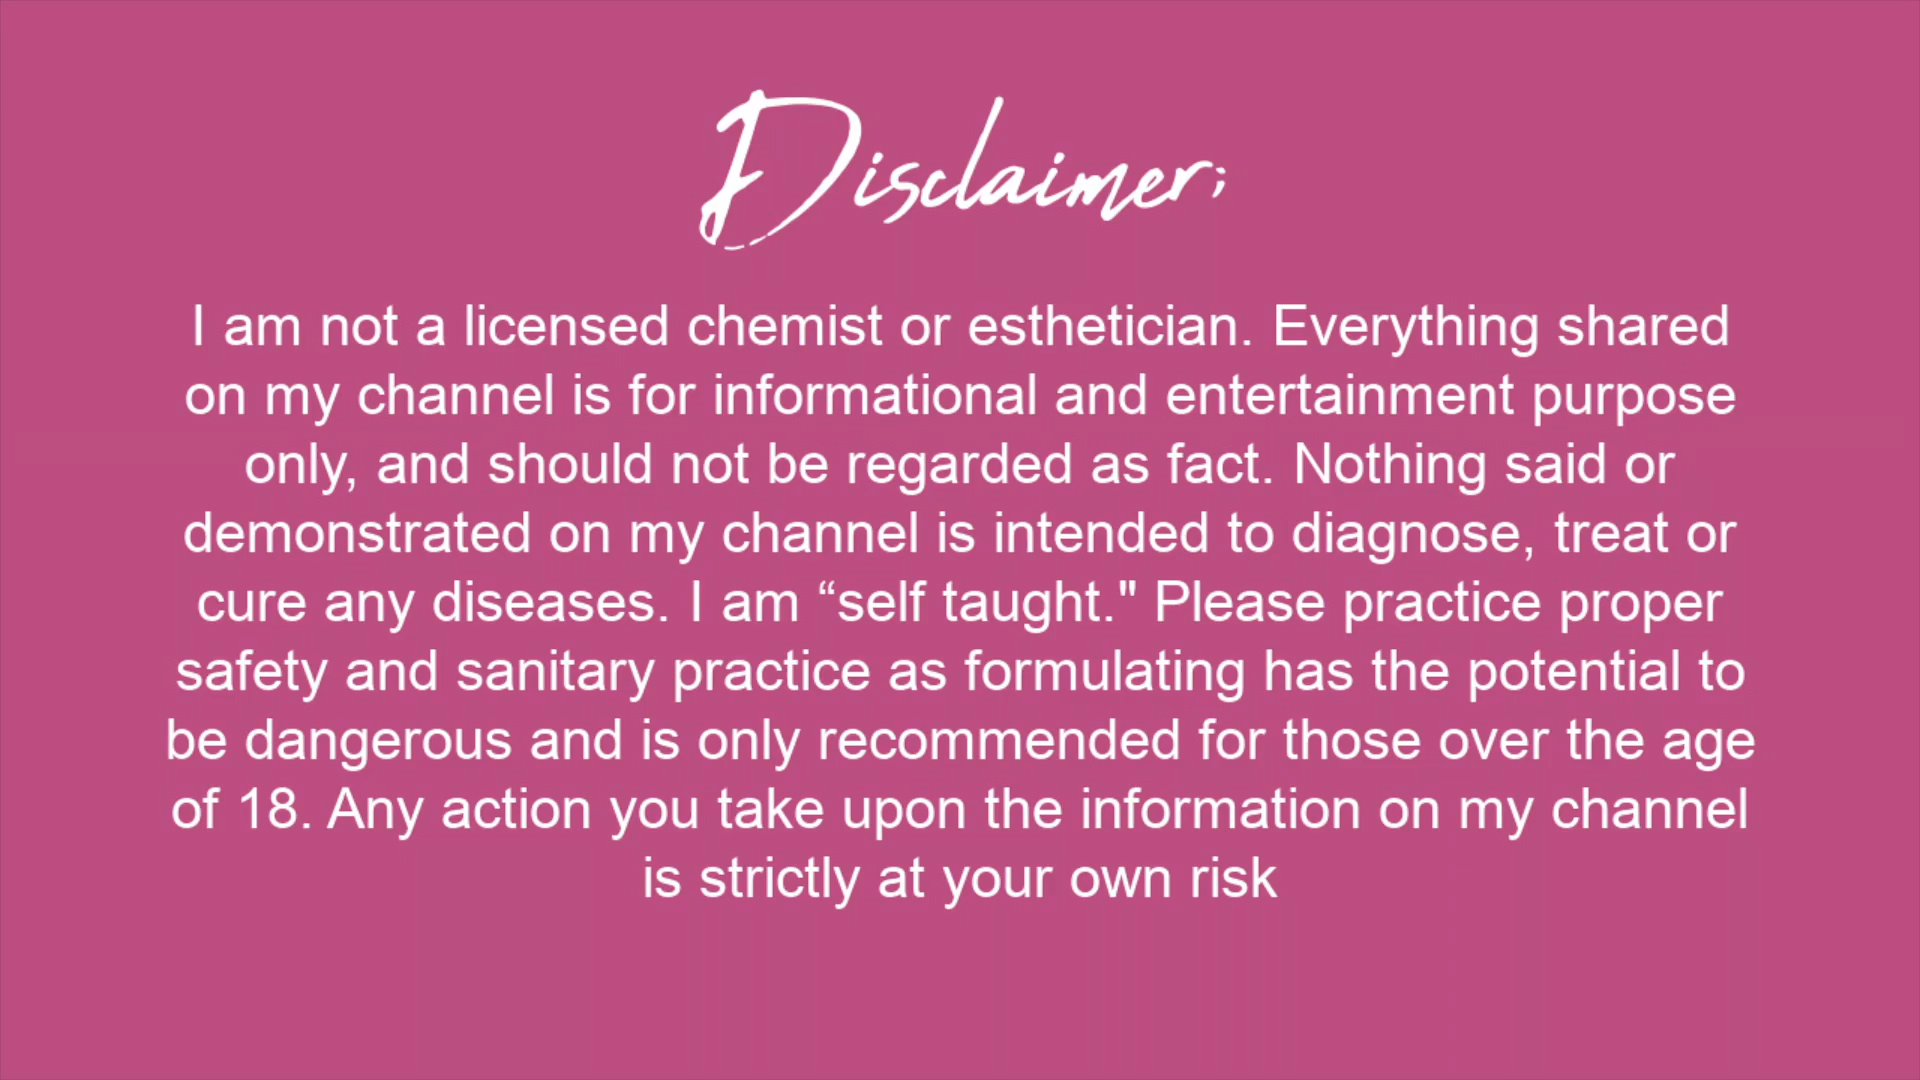 Disclaimer;
I am not a licensed chemist or esthetician. Everything shared
on my channel is for informational and entertainment purpose
only, and should not be regarded as fact. Nothing said or
demonstrated on my channel is intended to diagnose, treat or
cure any diseases. I am “self taught." Please practice proper
safety and sanitary practice as formulating has the potential to
be dangerous and is only recommended for those over the age
of 18. Any action you take upon the information on my channel
is strictly at your own risk